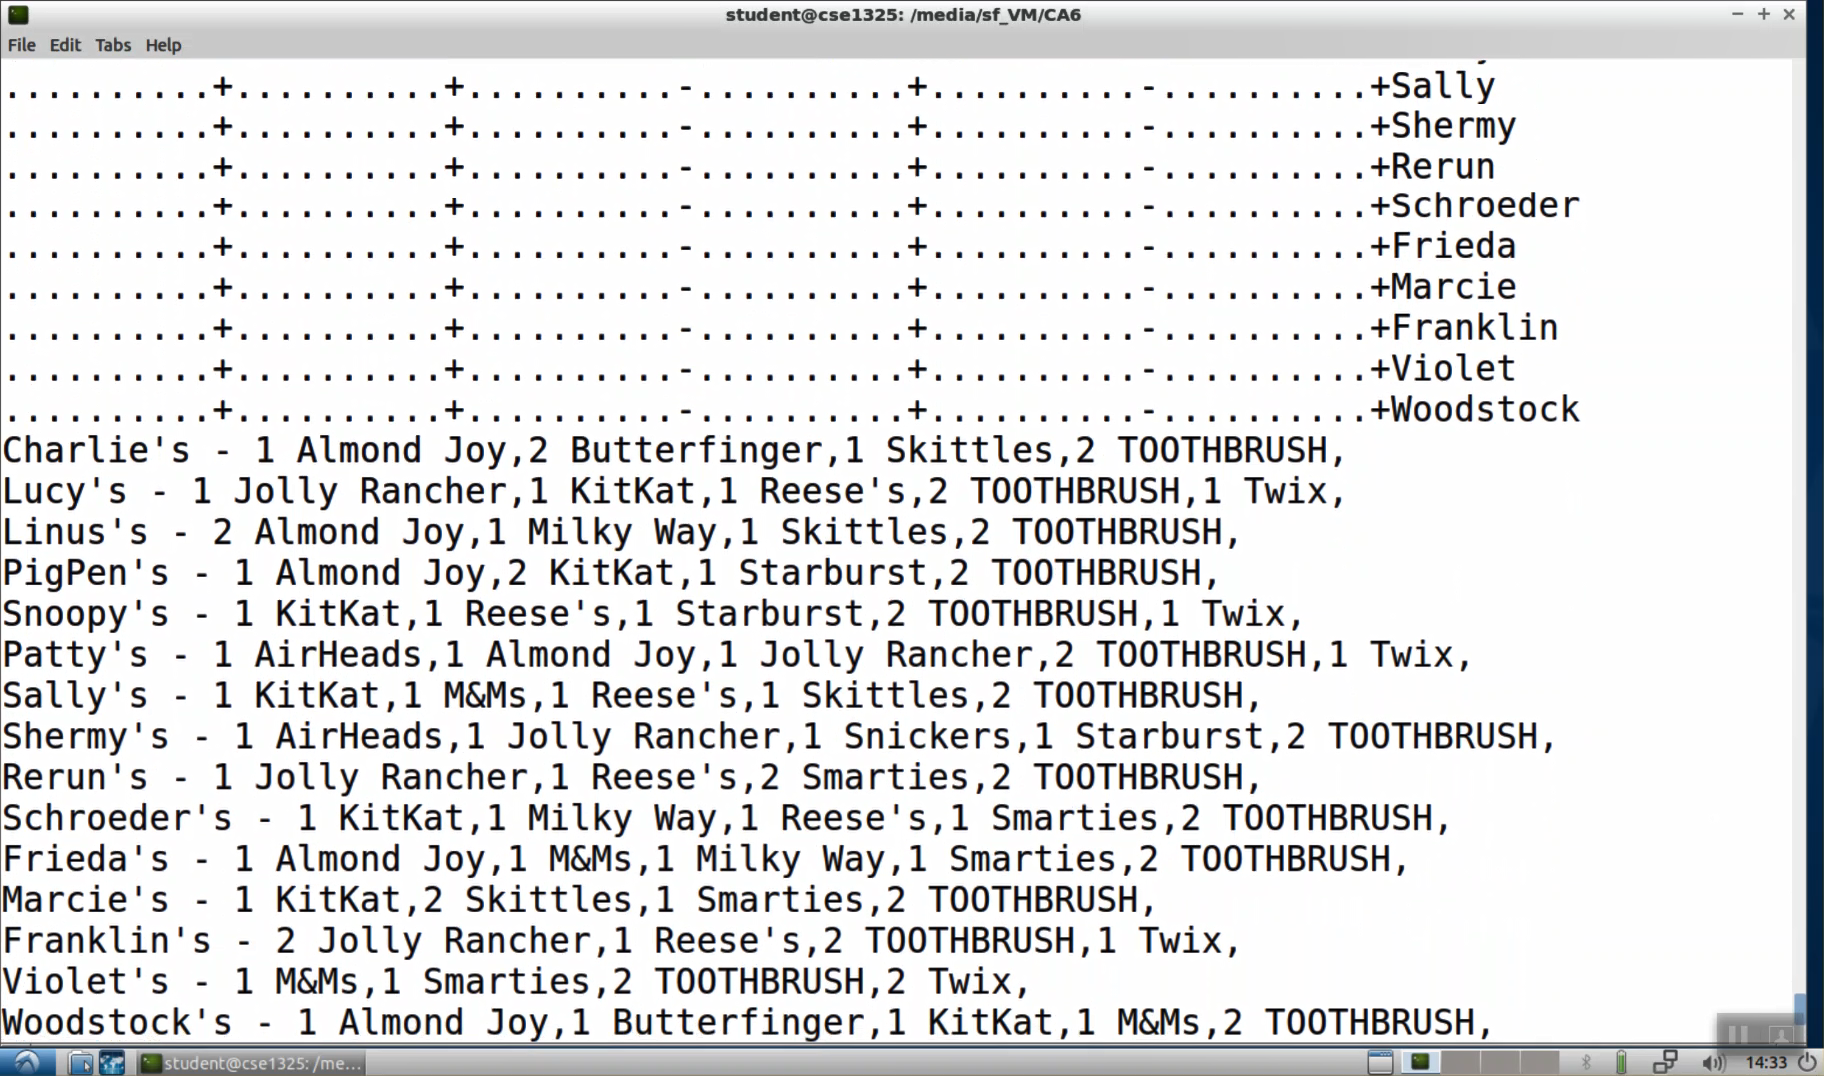 student@cse1325: /media/sf_VM/CA6
File Edit Tabs Help
..........+..........+..........-..........+..........-..........+Sally
..........+..........+..........-..........+..........-..........+Shermy
..........+..........+..........-..........+..........-..........+Rerun
..........+..........+..........-..........+..........-..........+Schroeder
..........+..........+..........-..........+..........-..........+Frieda
..........+..........+..........-..........+..........-..........+Marcie
..........+..........+..........-..........+..........-..........+Franklin
..........+..........+..........-..........+..........-..........+Violet
..........+..........+..........-..........+..........-..........+Woodstock
Charlie's - 1 Almond Joy,2 Butterfinger,1 Skittles,2 TOOTHBRUSH,
Lucy's - 1 Jolly Rancher,1 KitKat,1 Reese's,2 TOOTHBRUSH,1 Twix,
Linus's - 2 Almond Joy,1 Milky Way,1 Skittles,2 TOOTHBRUSH,
PigPen's - 1 Almond Joy,2 KitKat,1 Starburst,2 TOOTHBRUSH,
Snoopy's - 1 KitKat,1 Reese's,1 Starburst,2 TOOTHBRUSH,1 Twix,
Patty's - 1 AirHeads,1 Almond Joy,1 Jolly Rancher,2 TOOTHBRUSH,1 Twix,
Sally's - 1 KitKat,1 M&Ms,1 Reese's,1 Skittles,2 TOOTHBRUSH,
Shermy's - 1 AirHeads,1 Jolly Rancher,1 Snickers,1 Starburst,2 TOOTHBRUSH,
Rerun's - 1 Jolly Rancher,1 Reese's,2 Smarties,2 TOOTHBRUSH,
Schroeder's - 1 KitKat,1 Milky Way,1 Reese's,1 Smarties,2 TOOTHBRUSH,
Frieda's - 1 Almond Joy,1 M&Ms,1 Milky Way,1 Smarties,2 TOOTHBRUSH,
Marcie's - 1 KitKat,2 Skittles,1 Smarties,2 TOOTHBRUSH,
Franklin's - 2 Jolly Rancher,1 Reese's,2 TOOTHBRUSH,1 Twix,
Violet's - 1 M&Ms,1 Smarties,2 TOOTHBRUSH,2 Twix,
Woodstock's - 1 Almond Joy,1 Butterfinger,1 KitKat,1 M&Ms,2 TOOTHBRUSH,
student@cse1325: /me... 14:33